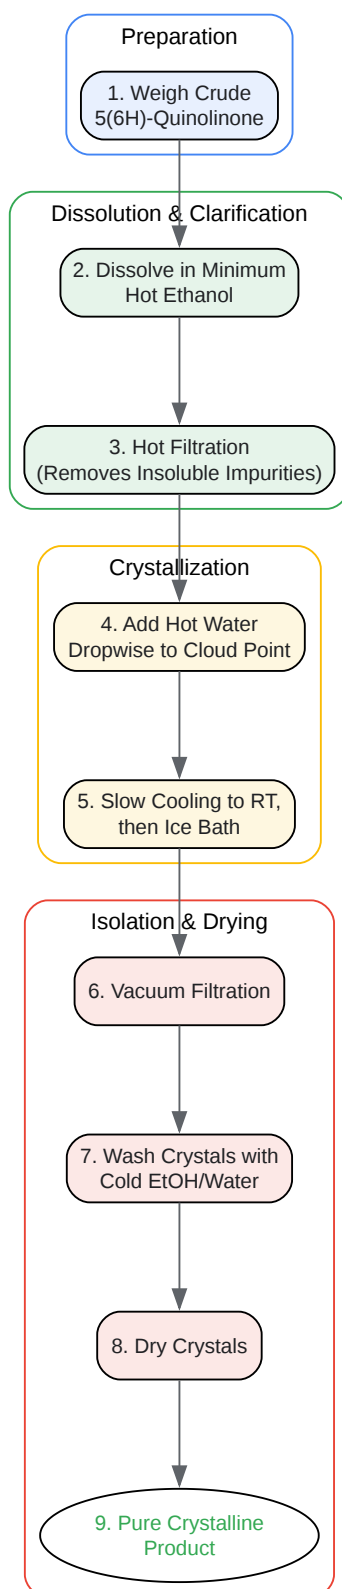 Preparation
1. Weigh Crude
5(6H)-Quinolinone
Dissolution & Clarification
2. Dissolve in Minimum
Hot Ethanol
3. Hot Filtration
(Removes Insoluble Impurities)
Crystallization
4. Add Hot Water
Dropwise to Cloud Point
5. Slow Cooling to RT,
then Ice Bath
Isolation & Drying
6. Vacuum Filtration
7. Wash Crystals with
Cold EtOH/Water
8. Dry Crystals
9. Pure Crystalline
Product